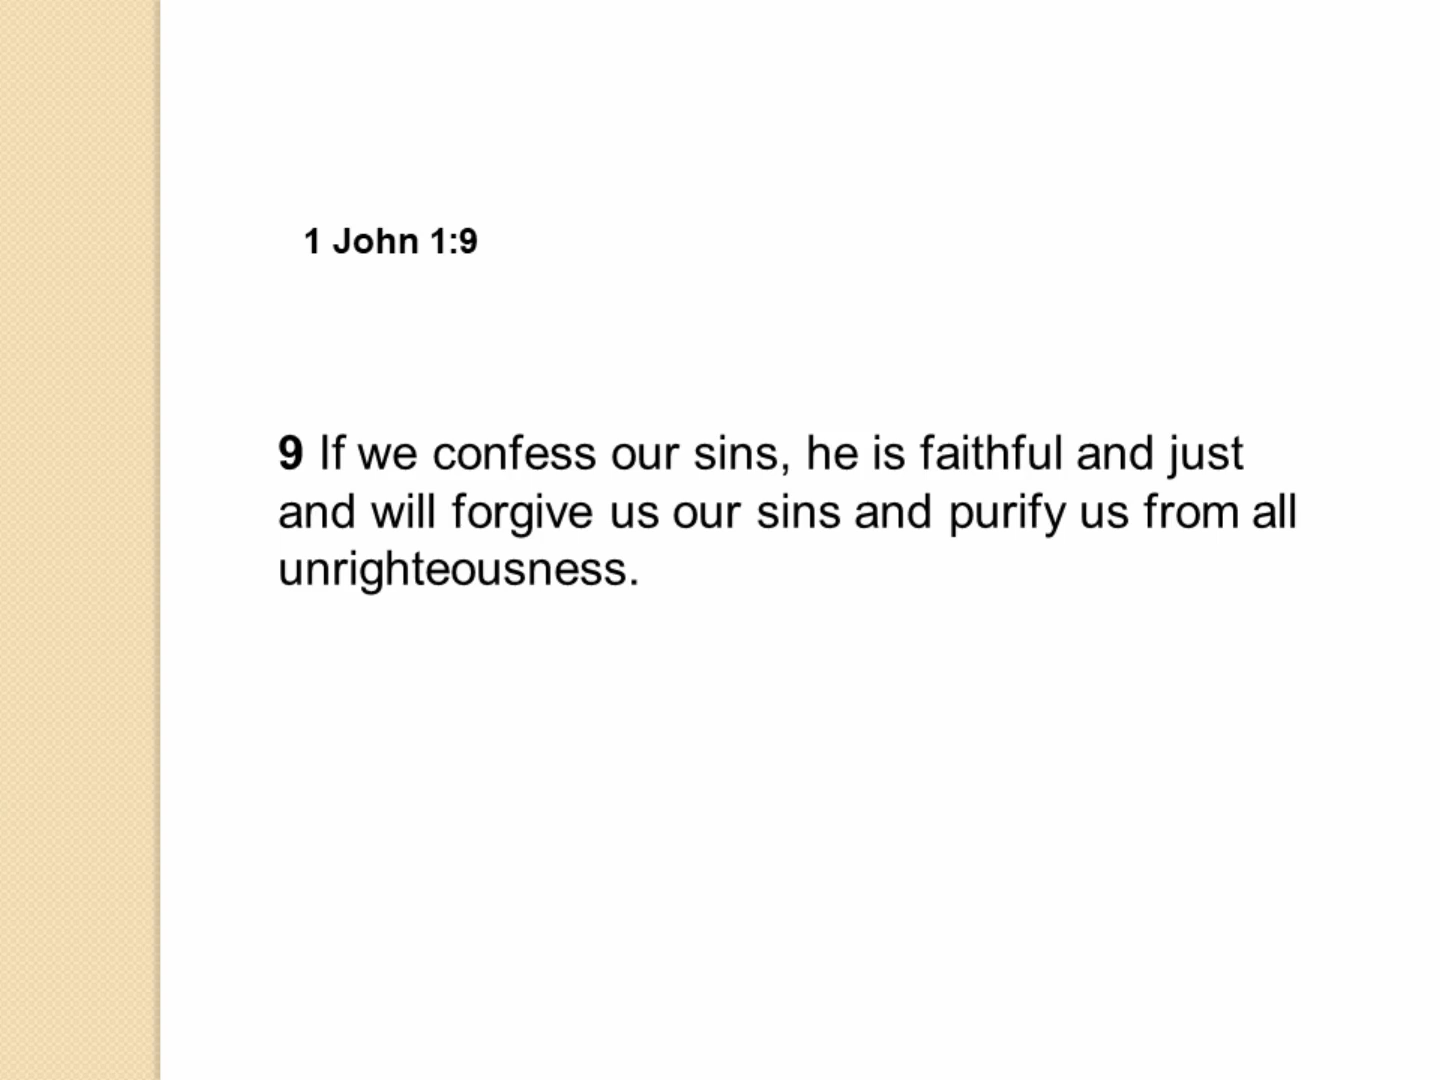 1 John 1:9
9 If we confess our sins, he is faithful and just
and will forgive us our sins and purify us from all
unrighteousness.